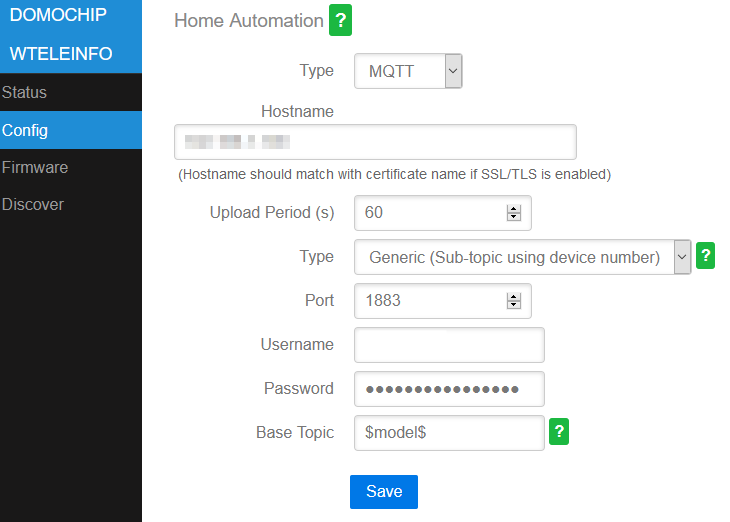 DOMOCHIP
WTELEINFO
Status
Config
Firmware
Discover
Home Automation ?
Type MQTT
Hostname
(Hostname should match with certificate name if SSL/TLS is enabled)
Upload Period (s) 60
Type Generic (Sub-topic using device number) ?
Port 1883
Username
Password ●●●●●●●●●●●●●●●●
Base Topic $model$ ?
Save